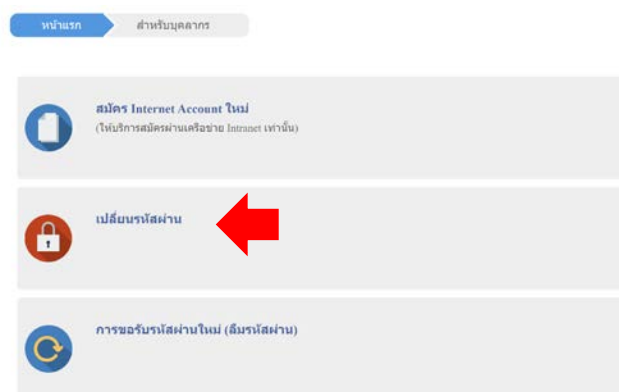 หน้าแรก
สำหรับบุคลากร
สมัคร Internet Account ใหม่
(ให้บริการสมัครผ่านเครือข่าย Intranet เท่านั้น)
เปลี่ยนรหัสผ่าน
การขอรับรหัสผ่านใหม่ (ลืมรหัสผ่าน)